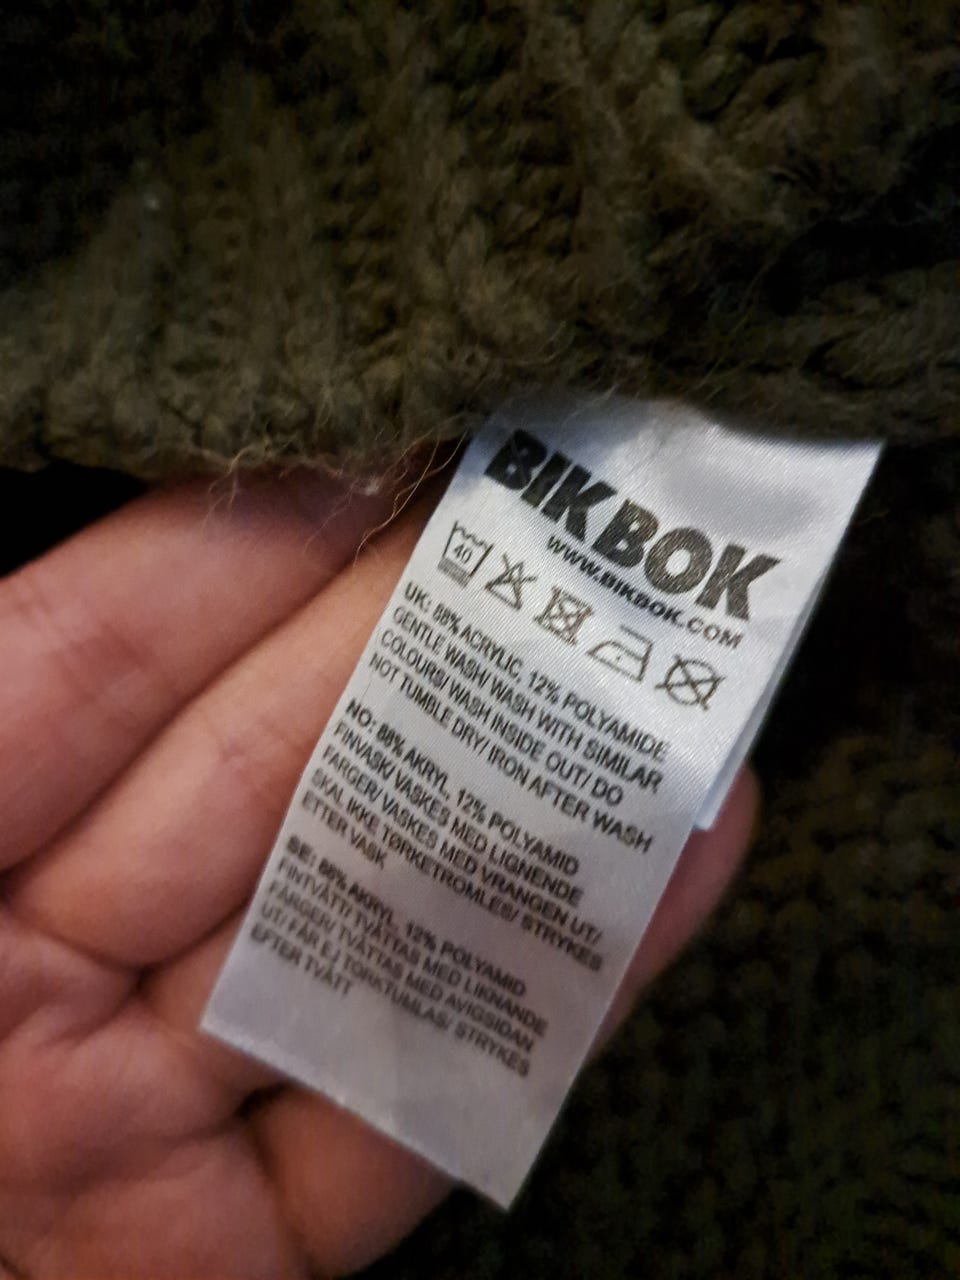 BIKBOK
WWW.BIKBOK.COM
40
UK: 88% ACRYLIC, 12% POLYAMIDE
GENTLE WASH/ WASH WITH SIMILAR
COLOURS/ WASH INSIDE OUT/ DO
NOT TUMBLE DRY/ IRON AFTER WASH
NO: 88% AKRYL, 12% POLYAMID
FINVASK/ VASKES MED LIGNENDE
FARGER/ VASKES MED VRANGEN UT/
SKAL IKKE TØRKETROMLES/ STRYKES
ETTER VASK
SE: 88% AKRYL, 12% POLYAMID
FINTVÄTT/ TVÄTTAS MED LIKNANDE
FÄRGER/ TVÄTTAS MED AVIGSIDAN
UT/ FÅR EJ TORKTUMLAS/ STRYKES
EFTER TVÄTT